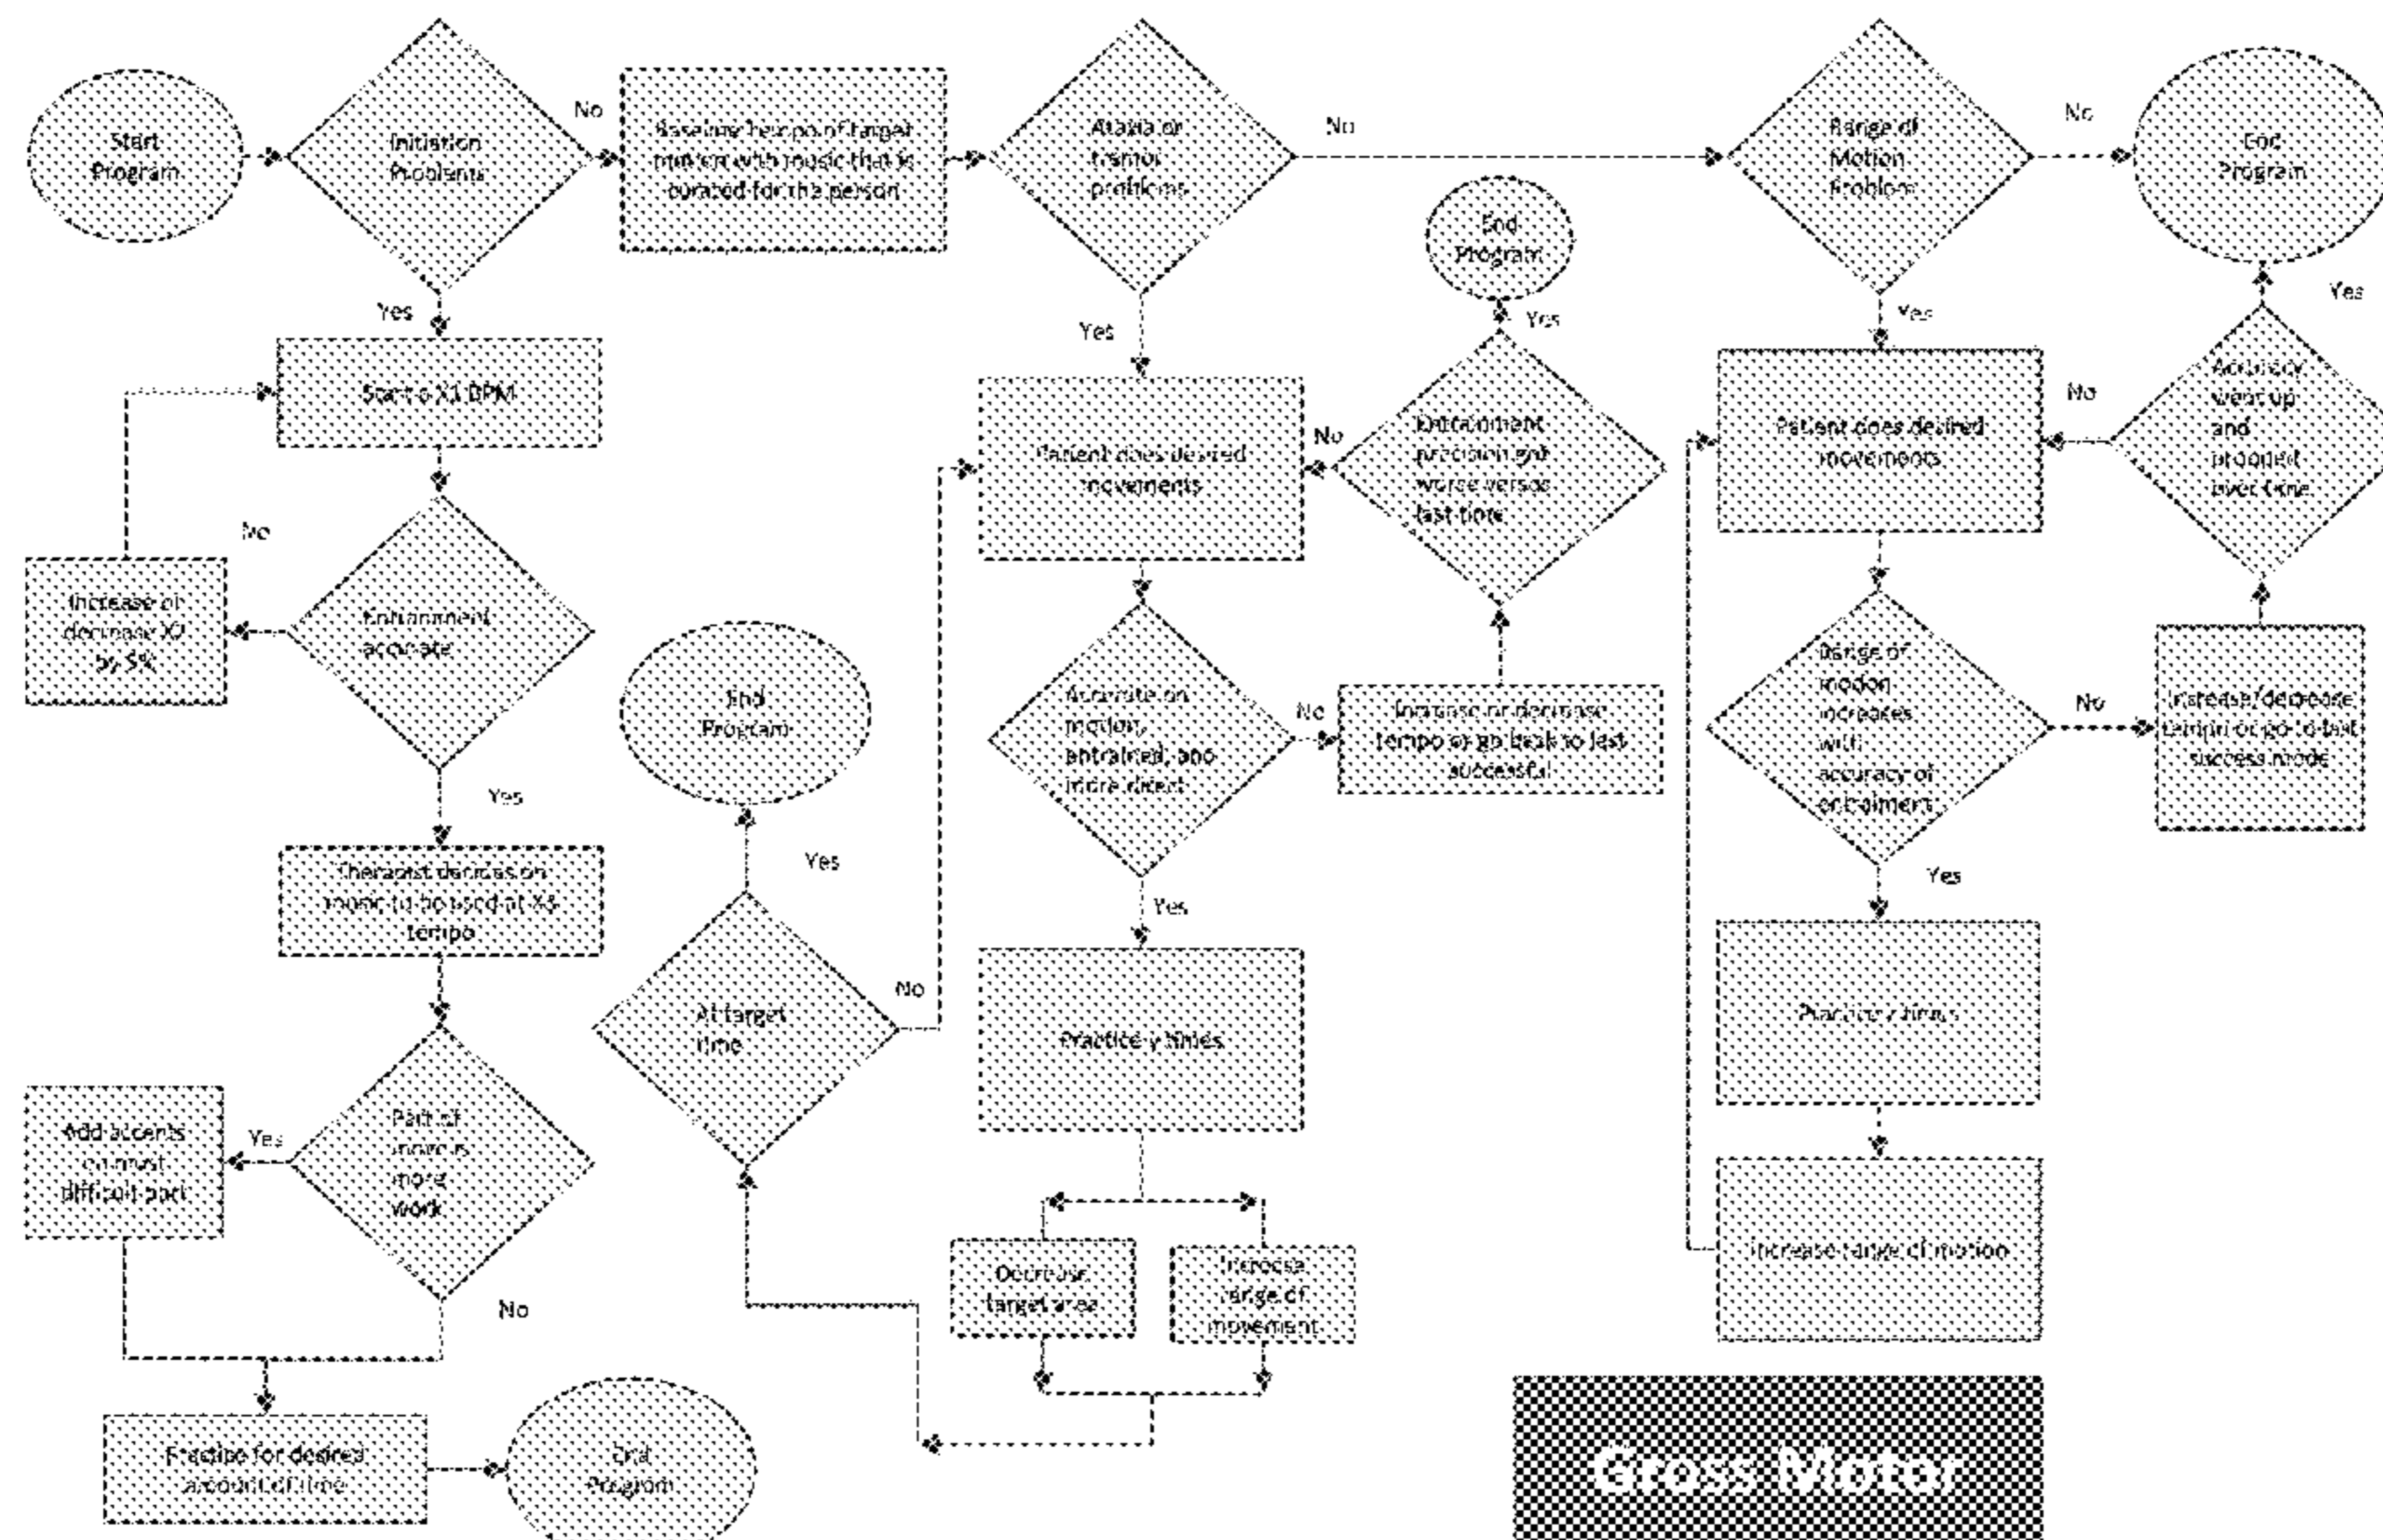 Start
Program
Initiation
Problems
No
Baseline Tempo of target
motion with music that is
curated for the person
Ataxia or
tremor
problems
No
Range of
Motion
Problem
No
End
Program
Yes
Start a X1 BPM
No
Increase or
decrease X2
by 5%
Entrainment
accurate
Yes
Therapist decides on
music to be used at X3
tempo
Part of
move is
more
work
Yes
Add accents
on most
difficult part
No
Practice for desired
amount of time
End
Program
Yes
Patient does desired
movements
Accurate on
motion,
entrained, and
more direct
No
Increase or decrease
tempo or go back to last
successful
Entrainment
precision got
worse versus
last time
No
Yes
End
Program
Yes
Practice y times
Decrease
target area
Increase
range of
movement
At target
time
No
Yes
End
Program
Yes
Patient does desired
movements
Range of
motion
increases
with
accuracy of
entraiment
No
Increase/decrease
tempo or go to last
success mode
Accuracy
went up
and
over time
No
Yes
Yes
Practice y times
Increase range of motion
Gross Motor